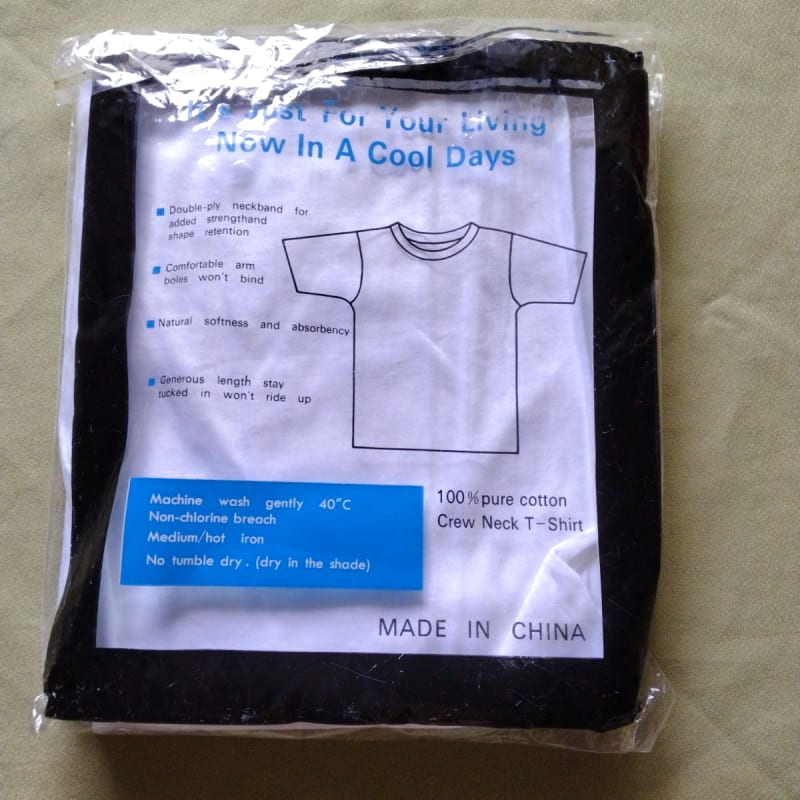 It's Just For Your Living
Now In A Cool Days
Double-ply neckband for
added strengthand
shape retention
Comfortable arm
boles won't bind
Natural softness and absorbency
Generous length stay
tucked in won't ride up
Machine wash gently 40"C
Non-chlorine breach
Medium/hot iron
No tumble dry. (dry in the shade)
100% pure cotton
Crew Neck T-Shirt
MADE IN CHINA